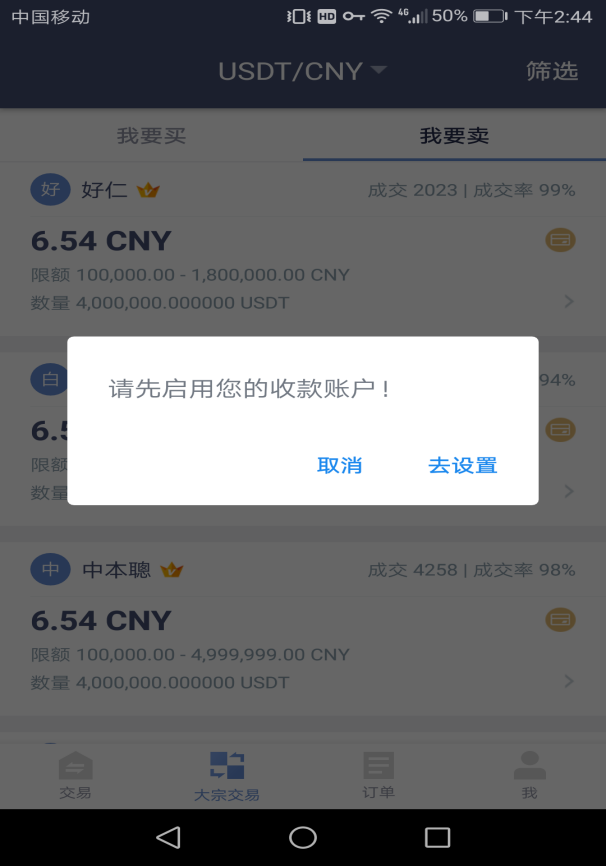 中国移动 HD 4G 50% 下午2:44
USDT/CNY 筛选
我要买 我要卖
好 好仁 成交 2023 | 成交率 99%
6.54 CNY
限额 100,000.00 - 1,800,000.00 CNY
数量 4,000,000.000000 USDT
白 94%
请先启用您的收款账户!
6.5
取消 去设置
限额
数量
中 中本聰 成交 4258 | 成交率 98%
6.54 CNY
限额 100,000.00 - 4,999,999.00 CNY
数量 4,000,000.000000 USDT
交易 大宗交易 订单 我